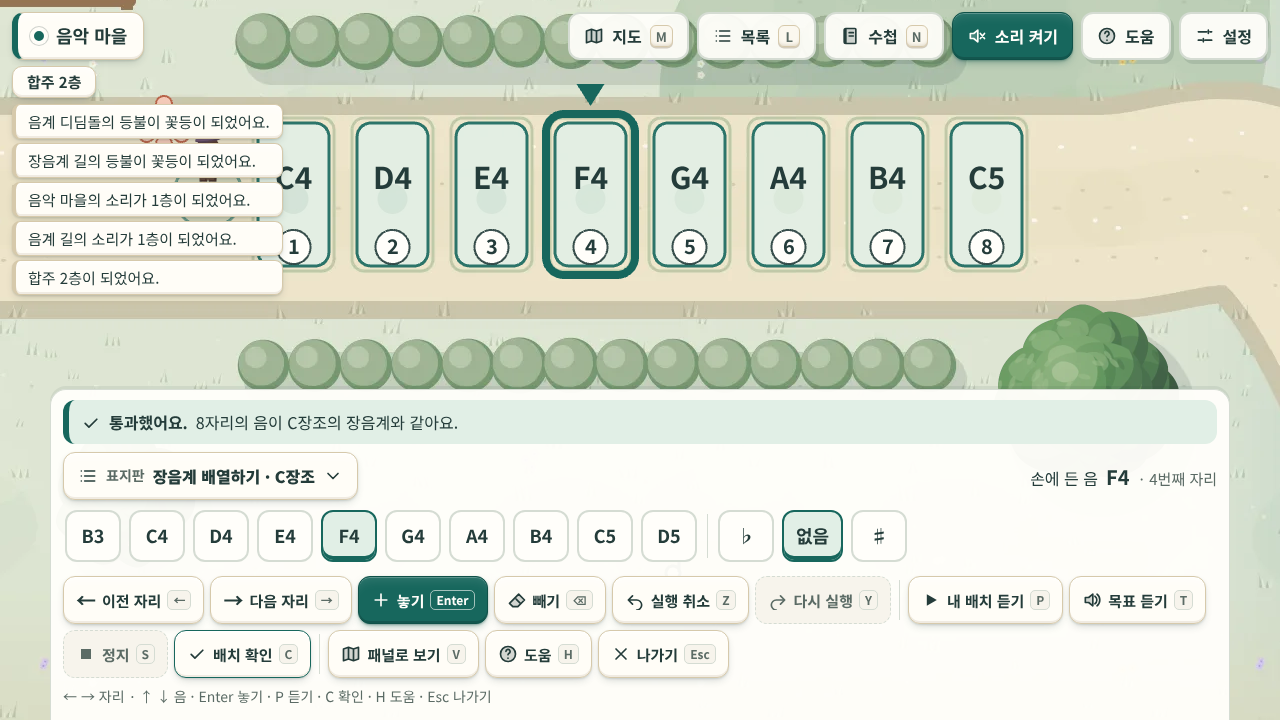 음악 마을
지도 M
목록 L
수첩 N
소리 켜기
도움
설정
합주 2층
음계 디딤돌의 등불이 꽃등이 되었어요.
장음계 길의 등불이 꽃등이 되었어요.
음악 마을의 소리가 1층이 되었어요.
음계 길의 소리가 1층이 되었어요.
합주 2층이 되었어요.
C4 D4 E4 F4 G4 A4 B4 C5
1 2 3 4 5 6 7 8
통과했어요. 8자리의 음이 C장조의 장음계와 같아요.
표지판 장음계 배열하기 · C장조
손에 든 음 F4 · 4번째 자리
B3 C4 D4 E4 F4 G4 A4 B4 C5 D5 ♭ 없음 ♯
← 이전 자리 ← → 다음 자리 → 놓기 Enter 빼기 ⌫ 실행 취소 Z 다시 실행 Y 내 배치 듣기 P 목표 듣기 T
정지 S 배치 확인 C 패널로 보기 V 도움 H 나가기 Esc
← → 자리 · ↑ ↓ 음 · Enter 놓기 · P 듣기 · C 확인 · H 도움 · Esc 나가기